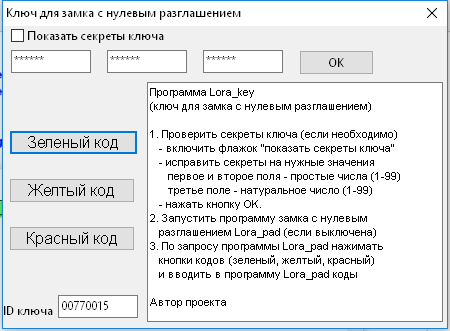 Ключ для замка с нулевым разглашением
Показать секреты ключа
****** ****** ****** OK
Программа Lora_key
(ключ для замка с нулевым разглашением)
1. Проверить секреты ключа (если необходимо)
- включить флажок "показать секреты ключа"
- исправить секреты на нужные значения
первое и второе поля - простые числа (1-99)
третье поле - натуральное число (1-99)
- нажать кнопку OK.
2. Запустить программу замка с нулевым
разглашением Lora_pad (если выключена)
3. По запросу программы Lora_pad нажимать
кнопки кодов (зеленый, желтый, красный)
и вводить в программу Lora_pad коды
Автор проекта
Зеленый код
Желтый код
Красный код
ID ключа 00770015